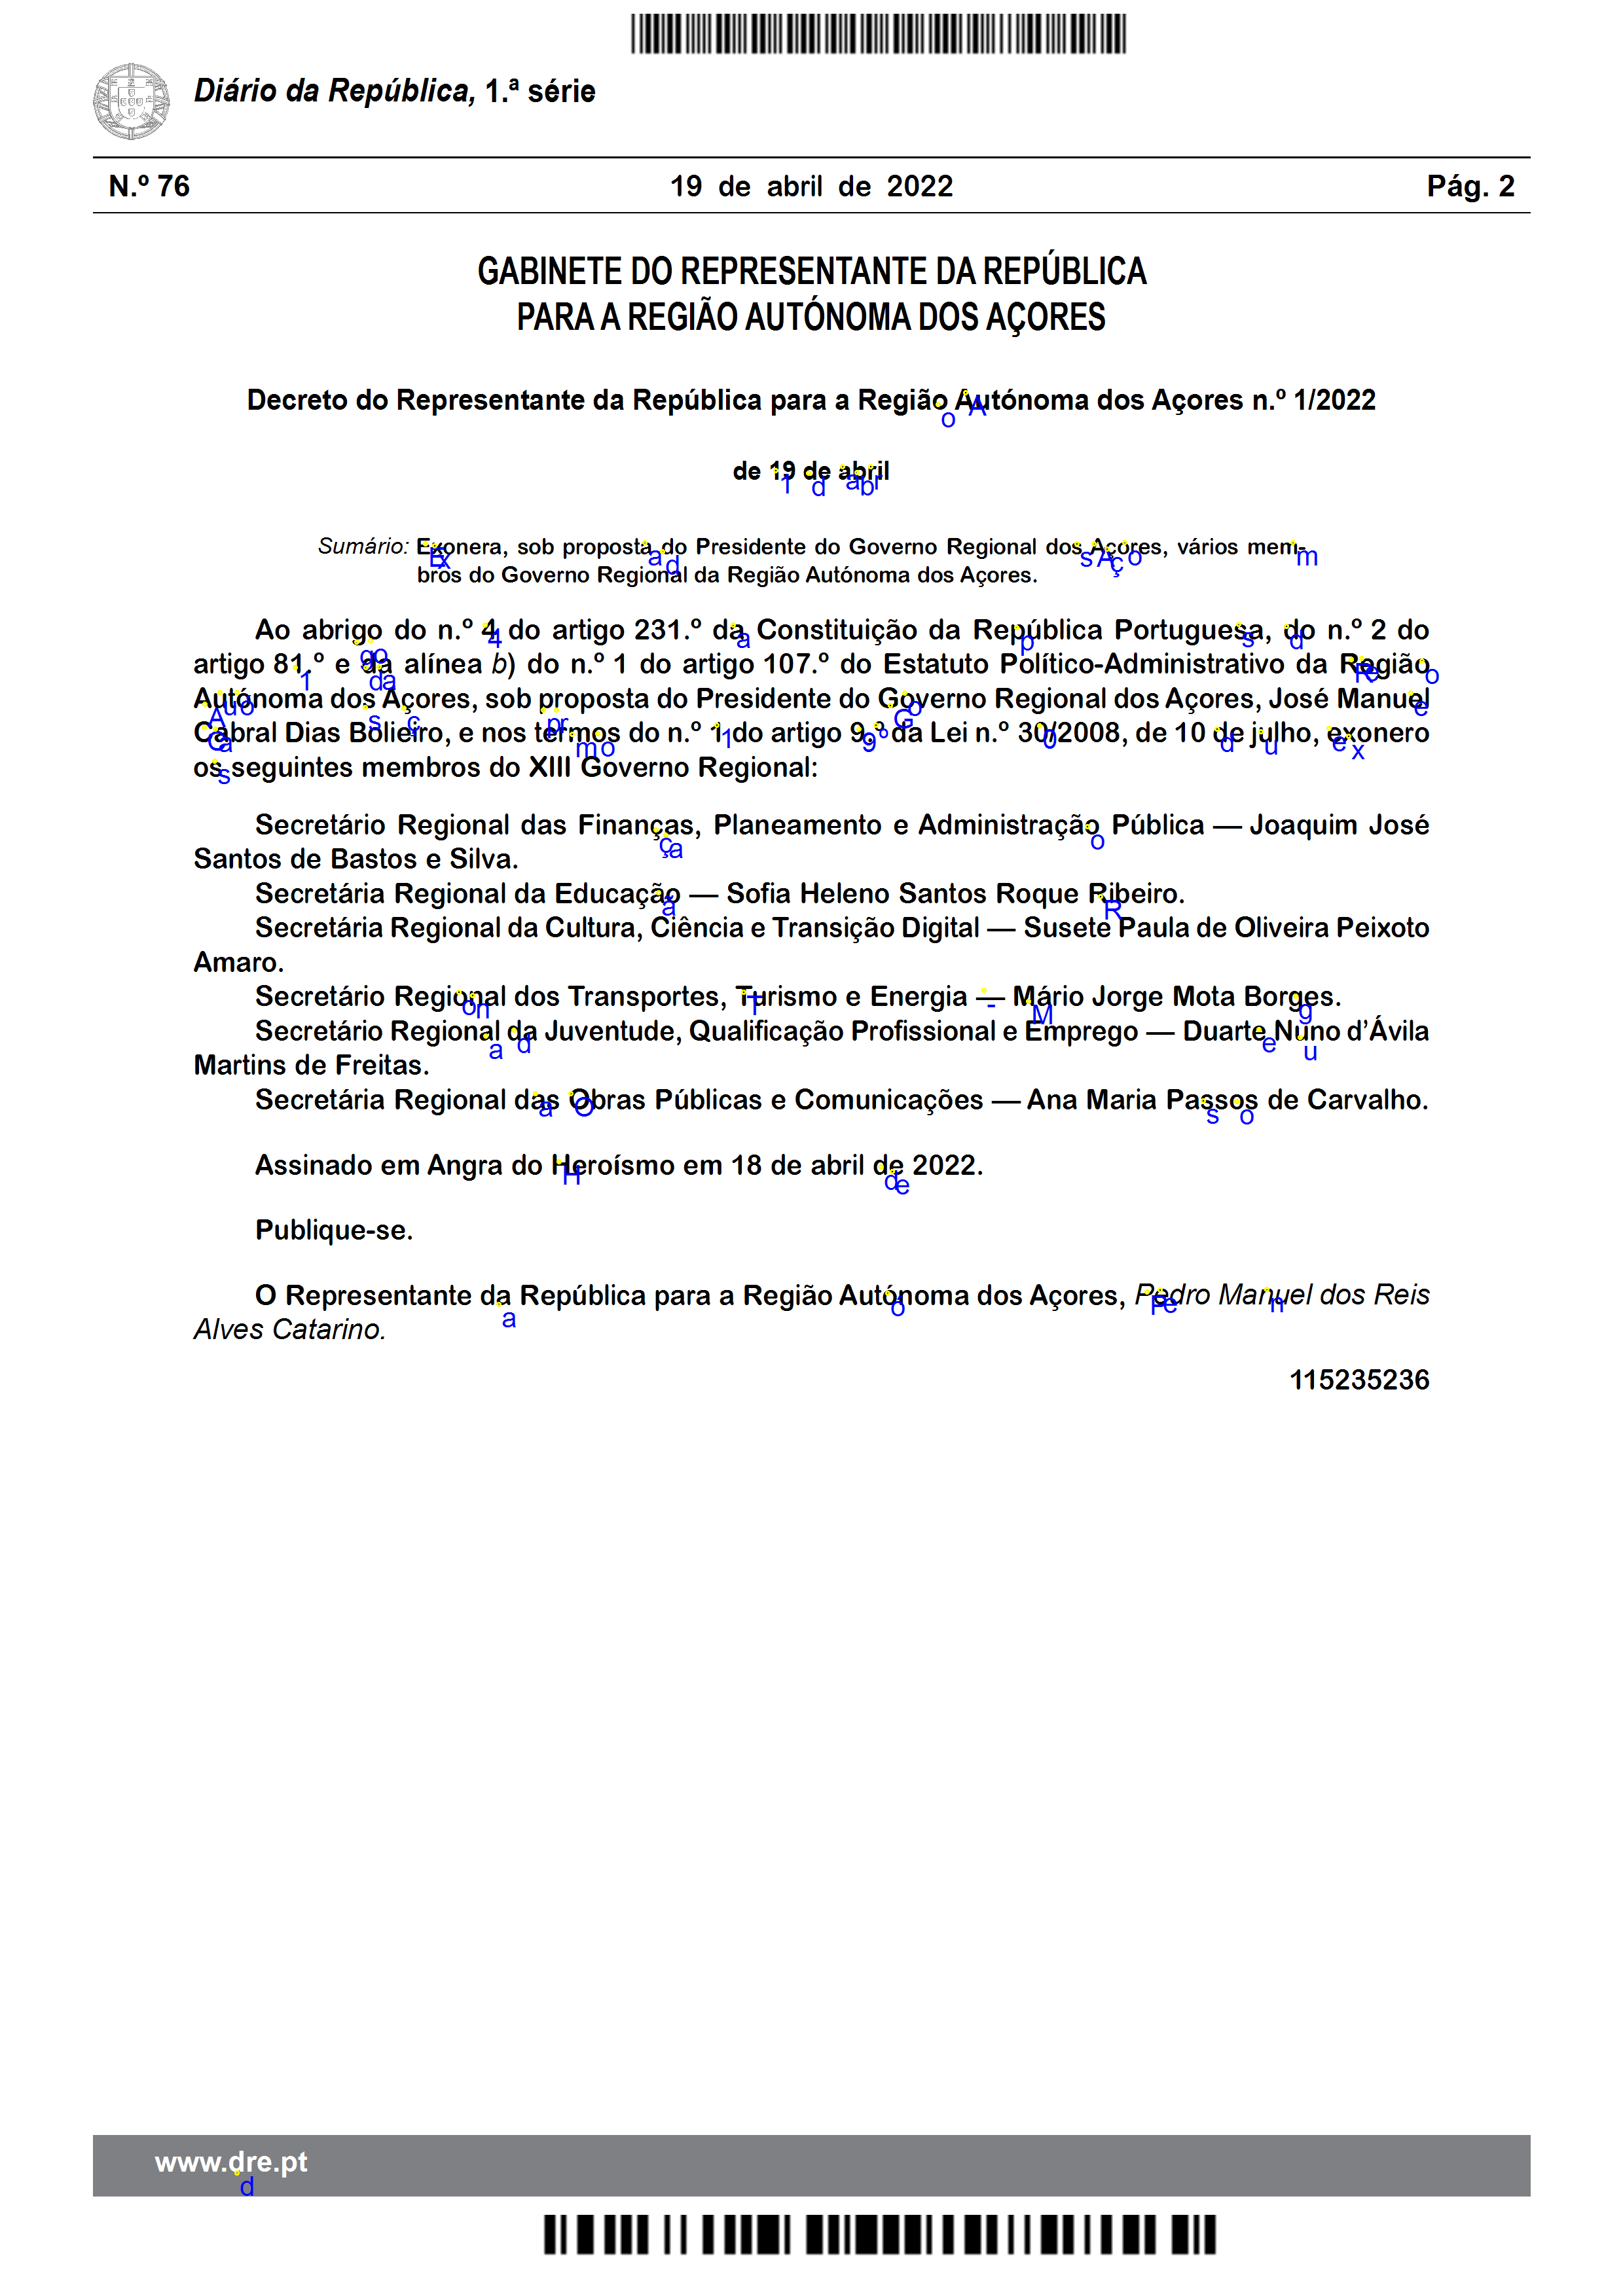 Diário da República, 1.ª série
N.º 76 19 de abril de 2022 Pág. 2
GABINETE DO REPRESENTANTE DA REPÚBLICA
PARA A REGIÃO AUTÓNOMA DOS AÇORES
Decreto do Representante da República para a Região Autónoma dos Açores n.º 1/2022
de 19 de abril
Sumário: Exonera, sob proposta do Presidente do Governo Regional dos Açores, vários mem-
bros do Governo Regional da Região Autónoma dos Açores.
Ao abrigo do n.º 4 do artigo 231.º da Constituição da República Portuguesa, do n.º 2 do
artigo 81.º e da alínea b) do n.º 1 do artigo 107.º do Estatuto Político-Administrativo da Região
Autónoma dos Açores, sob proposta do Presidente do Governo Regional dos Açores, José Manuel
Cabral Dias Bolieiro, e nos termos do n.º 1 do artigo 9.º da Lei n.º 30/2008, de 10 de julho, exonero
os seguintes membros do XIII Governo Regional:
Secretário Regional das Finanças, Planeamento e Administração Pública — Joaquim José
Santos de Bastos e Silva.
Secretária Regional da Educação — Sofia Heleno Santos Roque Ribeiro.
Secretária Regional da Cultura, Ciência e Transição Digital — Susete Paula de Oliveira Peixoto
Amaro.
Secretário Regional dos Transportes, Turismo e Energia — Mário Jorge Mota Borges.
Secretário Regional da Juventude, Qualificação Profissional e Emprego — Duarte Nuno d’Ávila
Martins de Freitas.
Secretária Regional das Obras Públicas e Comunicações — Ana Maria Passos de Carvalho.
Assinado em Angra do Heroísmo em 18 de abril de 2022.
Publique-se.
O Representante da República para a Região Autónoma dos Açores, Pedro Manuel dos Reis
Alves Catarino.
115235236
www.dre.pt